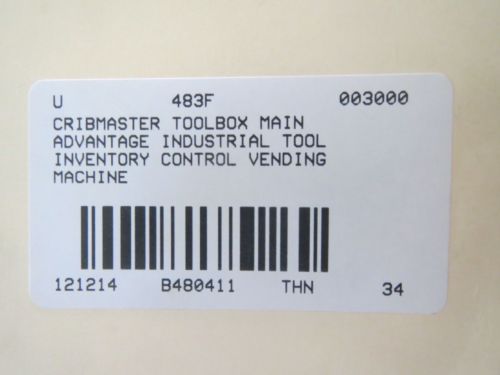 U 483F 003000
CRIBMASTER TOOLBOX MAIN
ADVANTAGE INDUSTRIAL TOOL
INVENTORY CONTROL VENDING
MACHINE
121214 B480411 THN 34